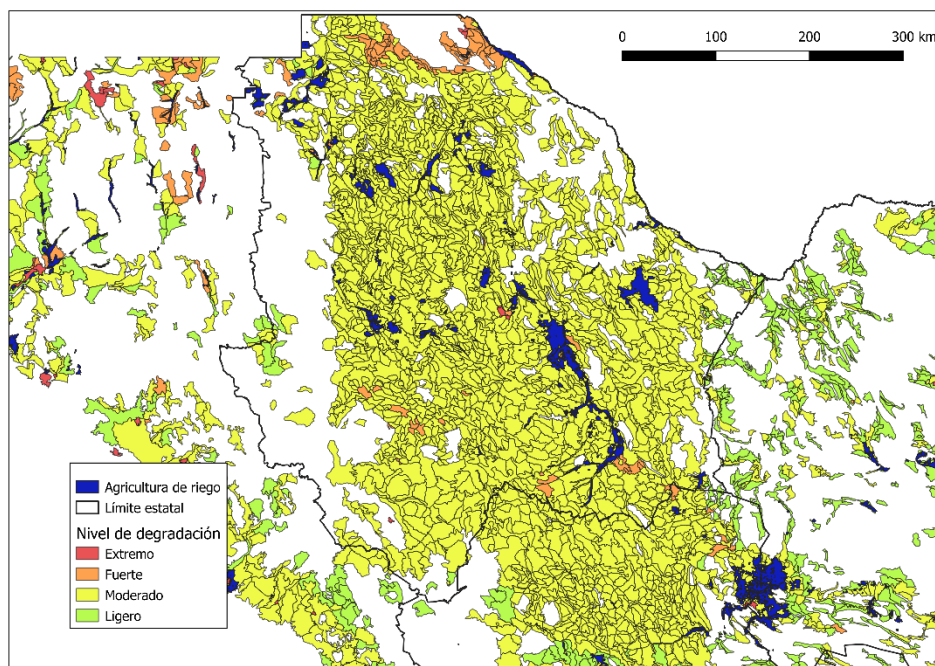 0 100 200 300 km
Agricultura de riego
Límite estatal
Nivel de degradación
Extremo
Fuerte
Moderado
Ligero